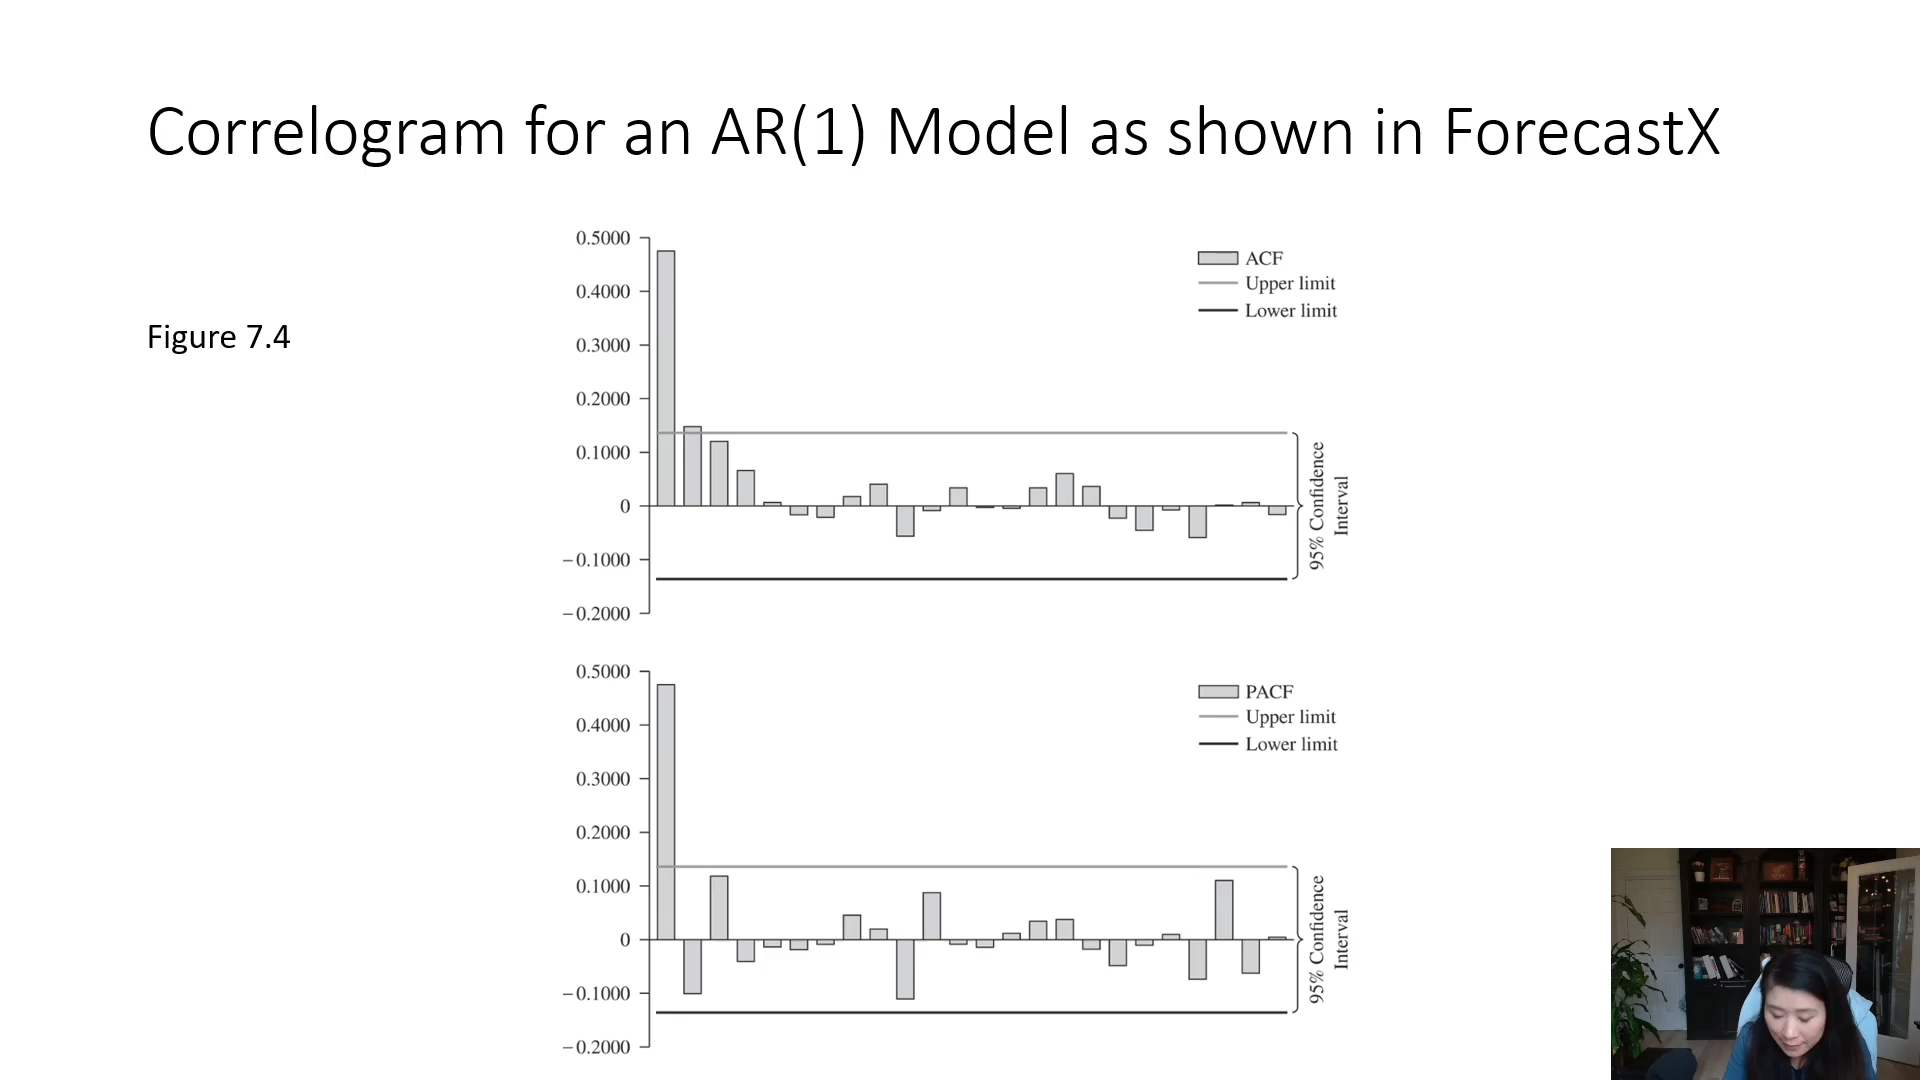 Correlogram for an AR(1) Model as shown in ForecastX
Figure 7.4
0.5000
0.4000
0.3000
0.2000
0.1000
0
−0.1000
−0.2000
ACF
Upper limit
Lower limit
95% Confidence
Interval
0.5000
0.4000
0.3000
0.2000
0.1000
0
−0.1000
−0.2000
PACF
Upper limit
Lower limit
95% Confidence
Interval